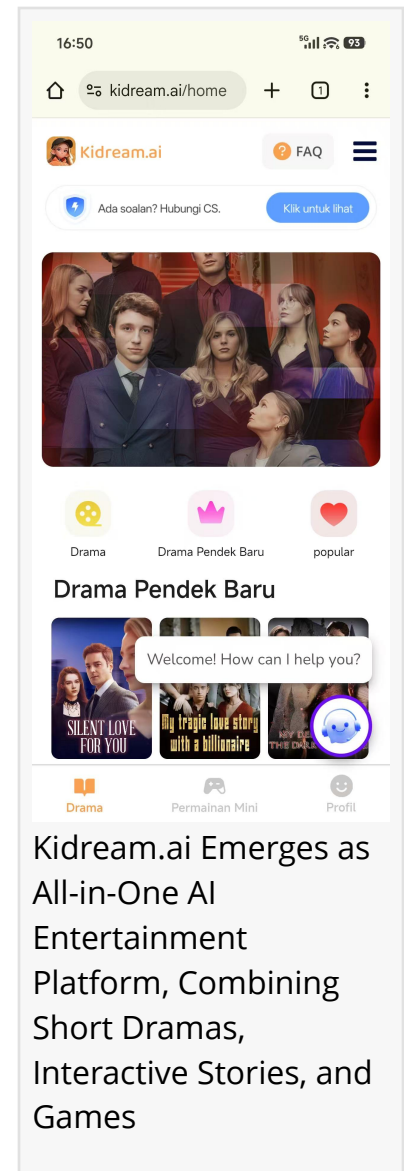 16:50
5G 93
kidream.ai/home
1
Kidream.ai
? FAQ
Ada soalan? Hubungi CS.
Klik untuk lihat
Drama
Drama Pendek Baru
popular
Drama Pendek Baru
Welcome! How can I help you?
SILENT LOVE
FOR YOU
My tragic love story
with a billionaire
MY
THE DAR
Drama
Permainan Mini
Profil
Kidream.ai Emerges as
All-in-One AI
Entertainment
Platform, Combining
Short Dramas,
Interactive Stories, and
Games